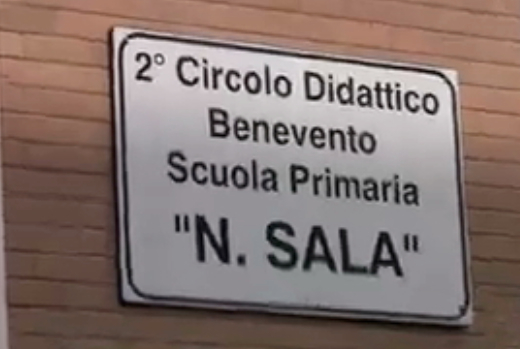 2° Circolo Didattico
Benevento
Scuola Primaria
"N. SALA"